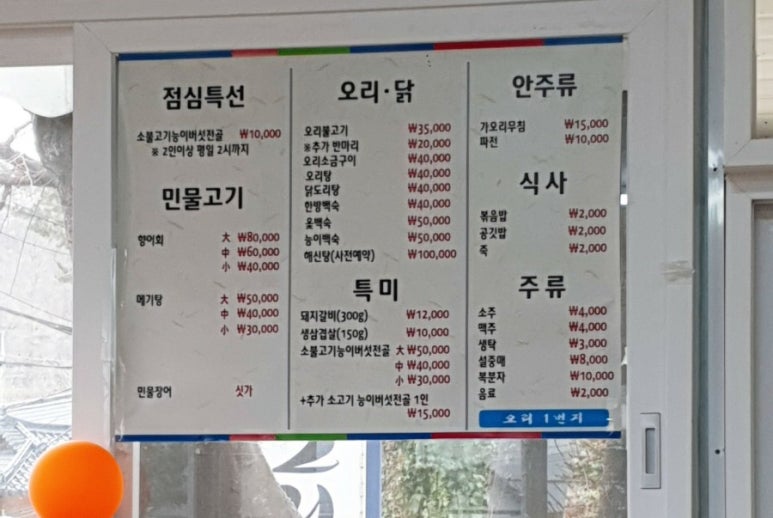 점심특선
소불고기능이버섯전골 ₩10,000
※ 2인이상 평일 2시까지
민물고기
향어회 大 ₩80,000
中 ₩60,000
小 ₩40,000
메기탕 大 ₩50,000
中 ₩40,000
小 ₩30,000
민물장어 싯가
오리·닭
오리불고기 ₩35,000
※추가 반마리 ₩20,000
오리소금구이 ₩40,000
오리탕 ₩40,000
닭도리탕 ₩40,000
한방백숙 ₩40,000
옻백숙 ₩50,000
능이백숙 ₩50,000
해신탕(사전예약) ₩100,000
특미
돼지갈비(300g) ₩12,000
생삼겹살(150g) ₩10,000
소불고기능이버섯전골 大 ₩50,000
中 ₩40,000
小 ₩30,000
+추가 소고기 능이버섯전골 1인
₩15,000
안주류
가오리무침 ₩15,000
파전 ₩10,000
식사
볶음밥 ₩2,000
공깃밥 ₩2,000
죽 ₩2,000
주류
소주 ₩4,000
맥주 ₩4,000
생탁 ₩3,000
설중매 ₩8,000
복분자 ₩10,000
음료 ₩2,000
오리 1번지